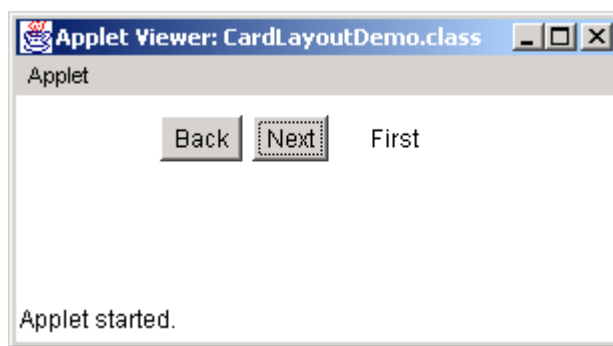 Applet Viewer: CardLayoutDemo.class
Applet
Back Next First
Applet started.